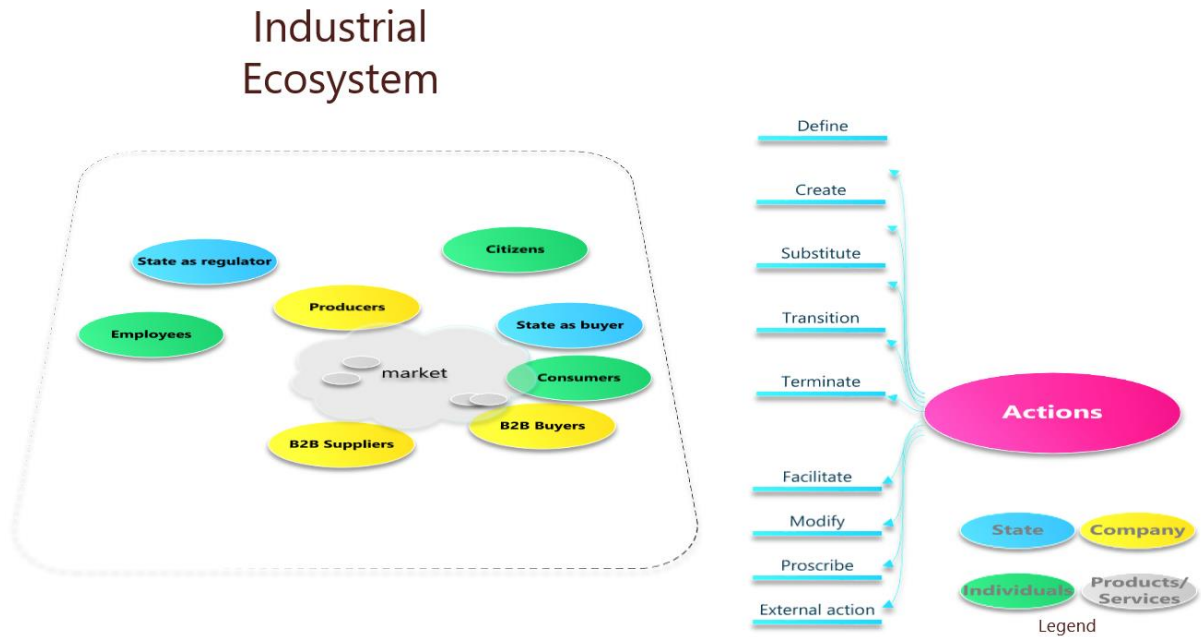 Industrial
Ecosystem
State as regulator
Citizens
Producers
State as buyer
Employees
market
Consumers
B2B Buyers
B2B Suppliers
Define
Create
Substitute
Transition
Terminate
Actions
Facilitate
Modify
Proscribe
External action
State
Company
Individuals
Products/
Services
Legend